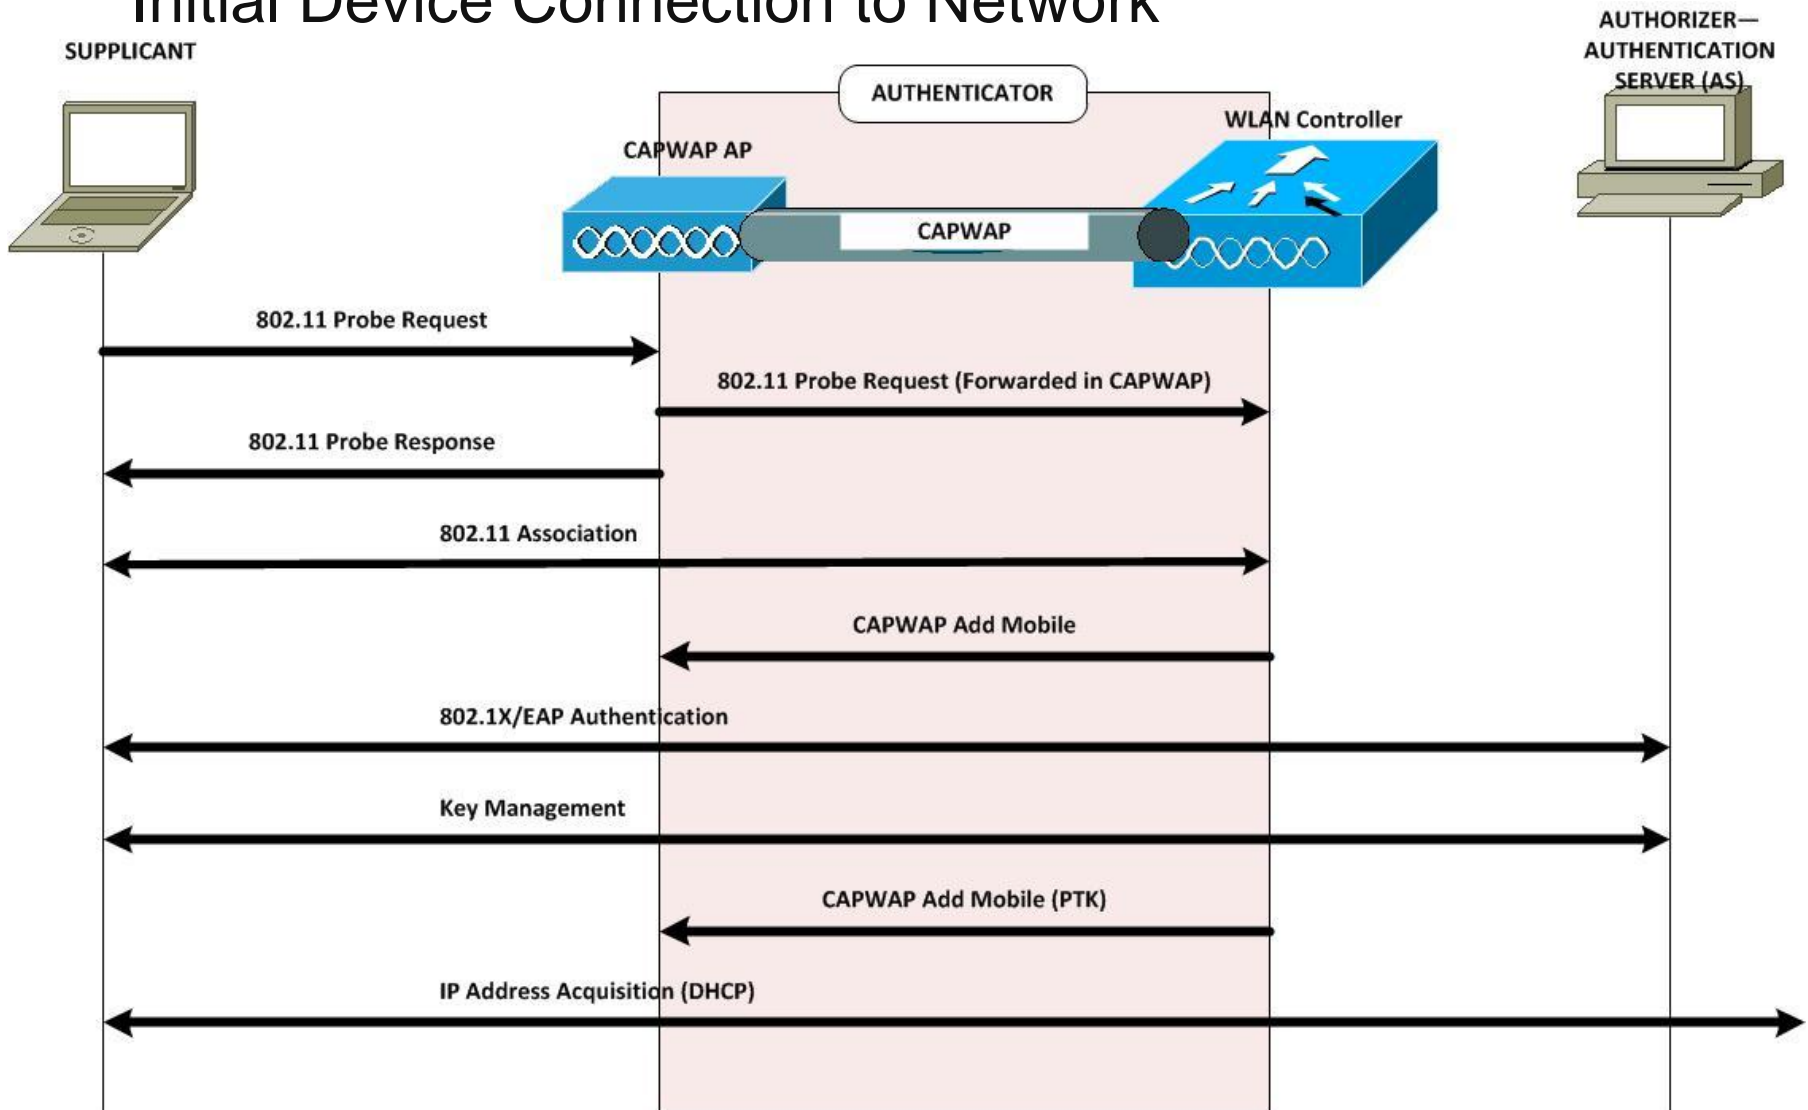 Initial Device Connection to Network
SUPPLICANT
AUTHORIZER—
AUTHENTICATION
SERVER (AS)
AUTHENTICATOR
WLAN Controller
CAPWAP AP
CAPWAP
802.11 Probe Request
802.11 Probe Request (Forwarded in CAPWAP)
802.11 Probe Response
802.11 Association
CAPWAP Add Mobile
802.1X/EAP Authentication
Key Management
CAPWAP Add Mobile (PTK)
IP Address Acquisition (DHCP)